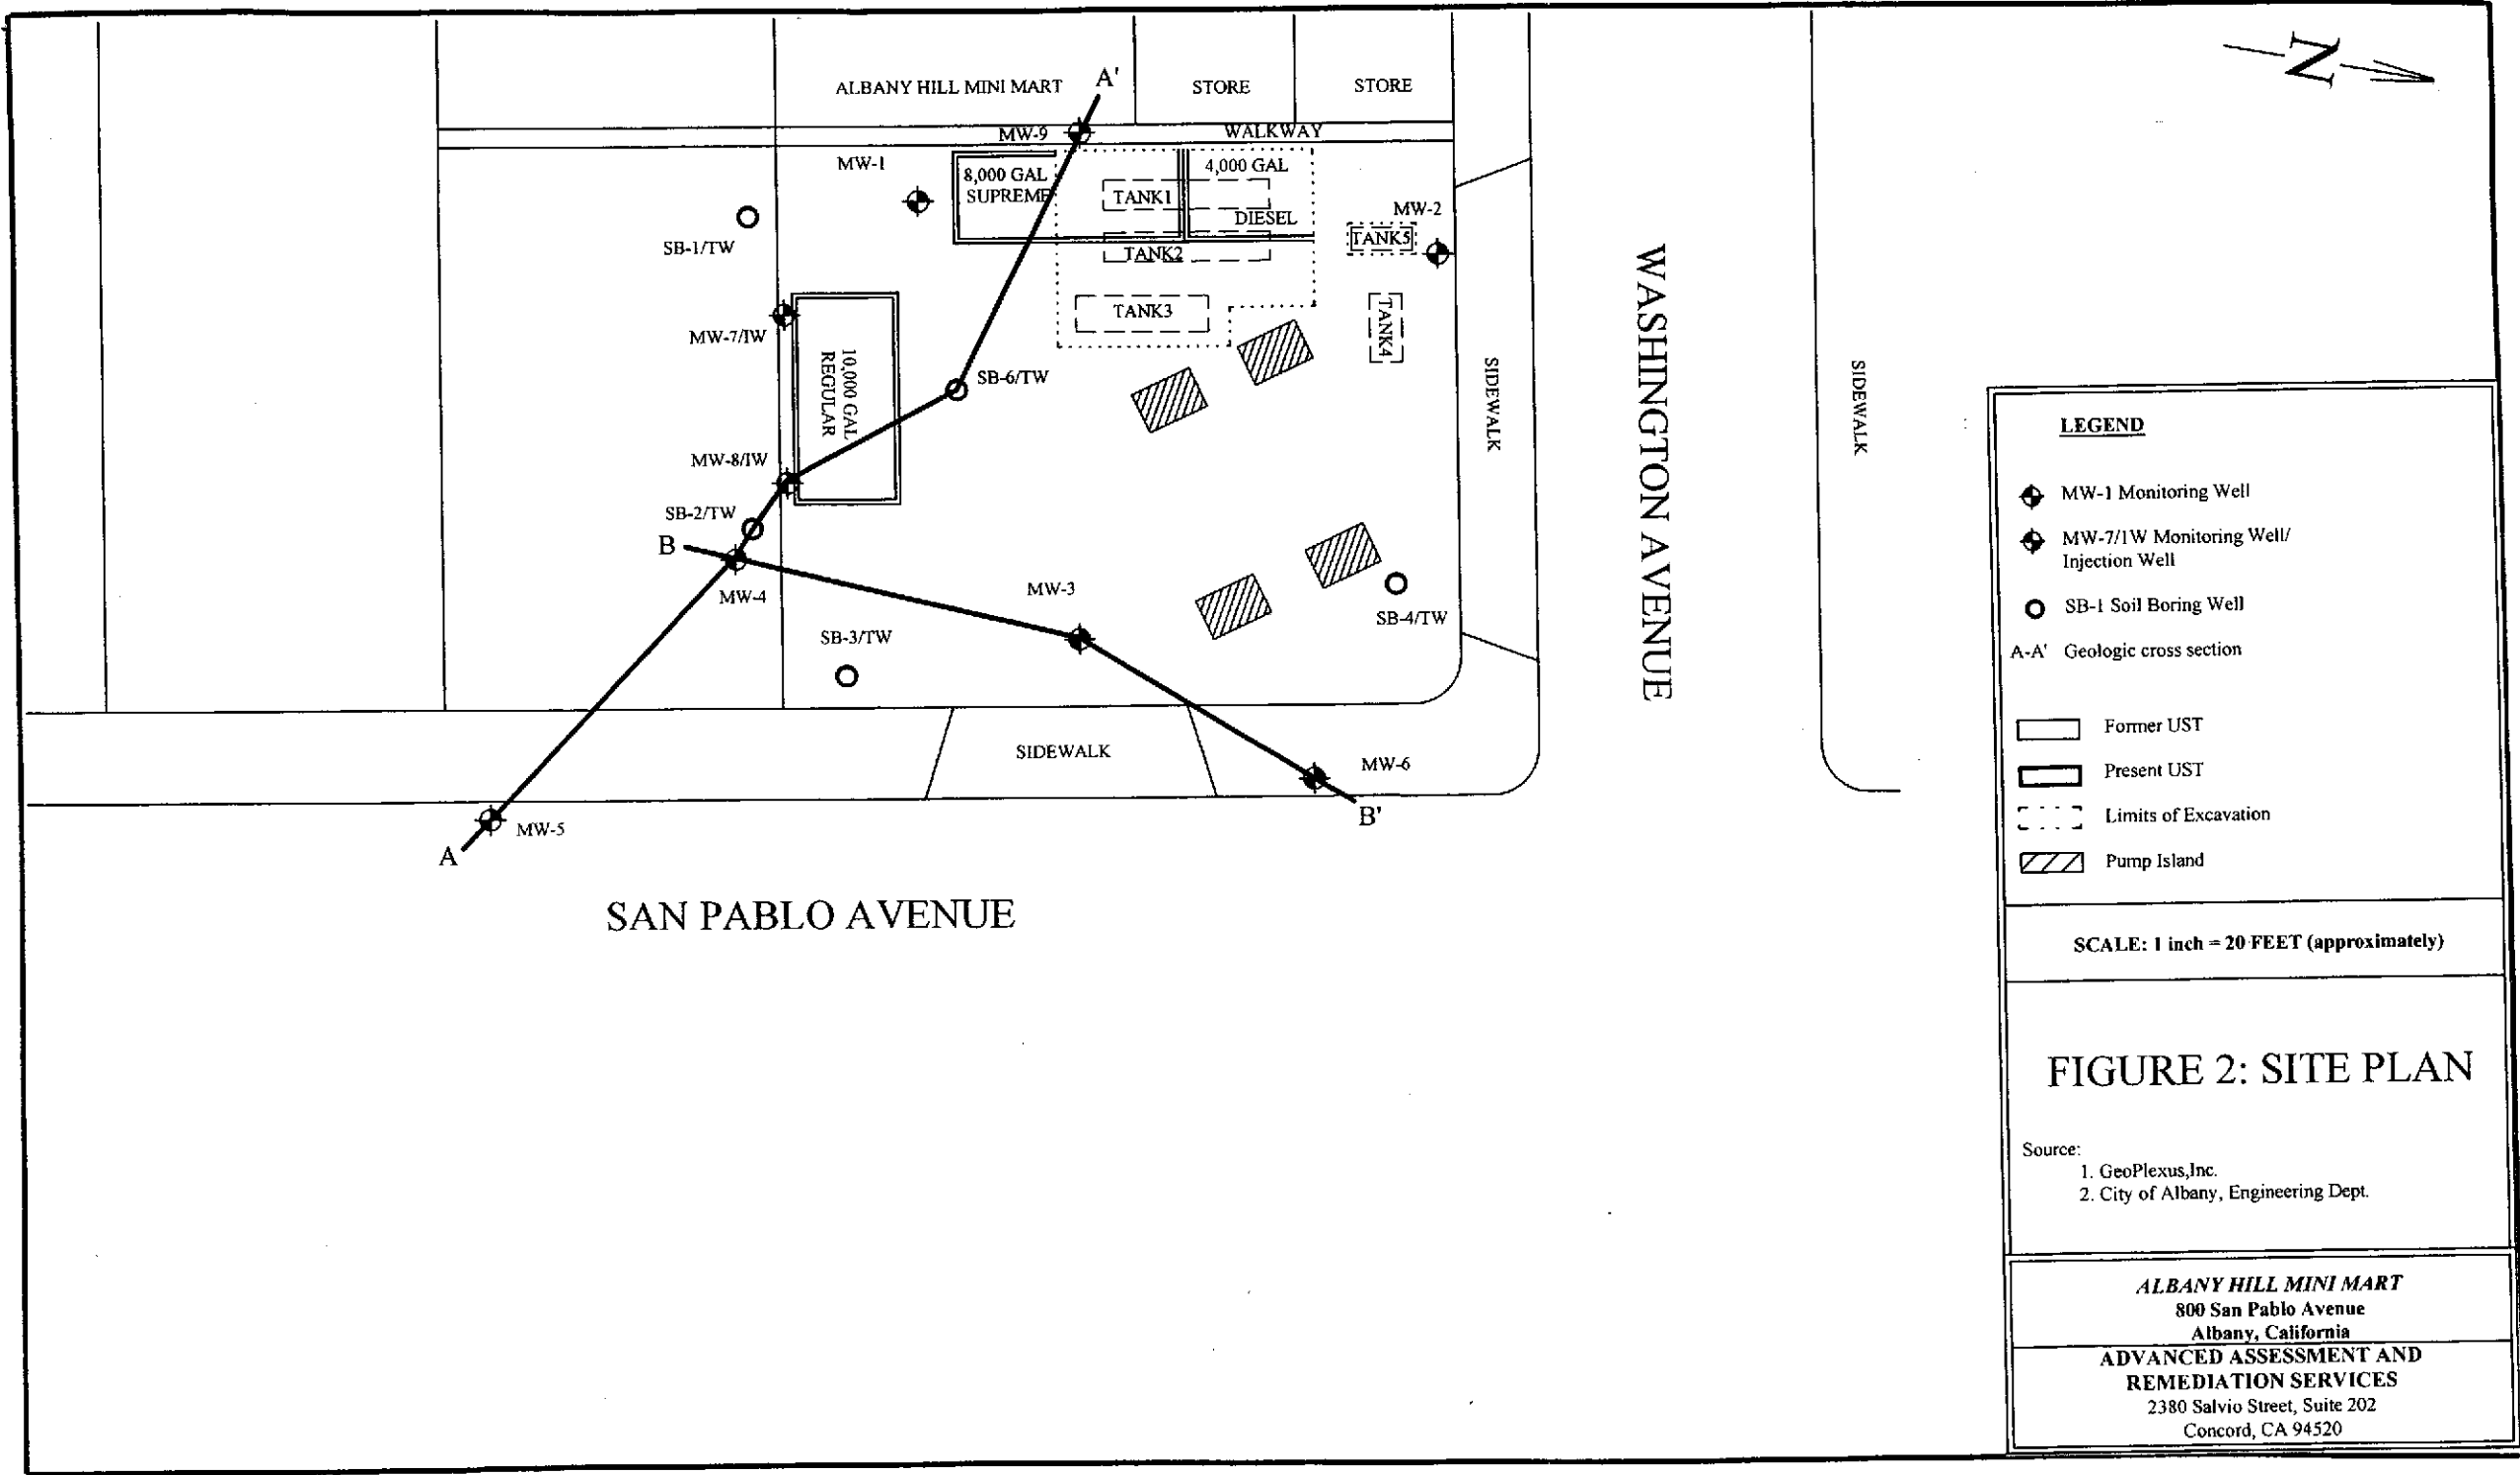 ALBANY HILL MINI MART
A'
STORE
STORE
N
MW-9
WALKWAY
MW-1
8,000 GAL
SUPREME
4,000 GAL
DIESEL
TANK1
TANK2
TANK3
TANK5
TANK4
MW-2
SB-1/TW
MW-7/IW
10,000 GAL
REGULAR
SB-6/TW
MW-8/IW
SB-2/TW
B
MW-4
MW-3
SB-3/TW
SB-4/TW
SIDEWALK
WASHINGTON AVENUE
SIDEWALK
SIDEWALK
MW-6
B'
MW-5
A
SAN PABLO AVENUE
LEGEND
MW-1 Monitoring Well
MW-7/1W Monitoring Well/
Injection Well
SB-1 Soil Boring Well
A-A' Geologic cross section
Former UST
Present UST
Limits of Excavation
Pump Island
SCALE: 1 inch = 20 FEET (approximately)
FIGURE 2: SITE PLAN
Source:
1. GeoPlexus,Inc.
2. City of Albany, Engineering Dept.
ALBANY HILL MINI MART
800 San Pablo Avenue
Albany, California
ADVANCED ASSESSMENT AND
REMEDIATION SERVICES
2380 Salvio Street, Suite 202
Concord, CA 94520